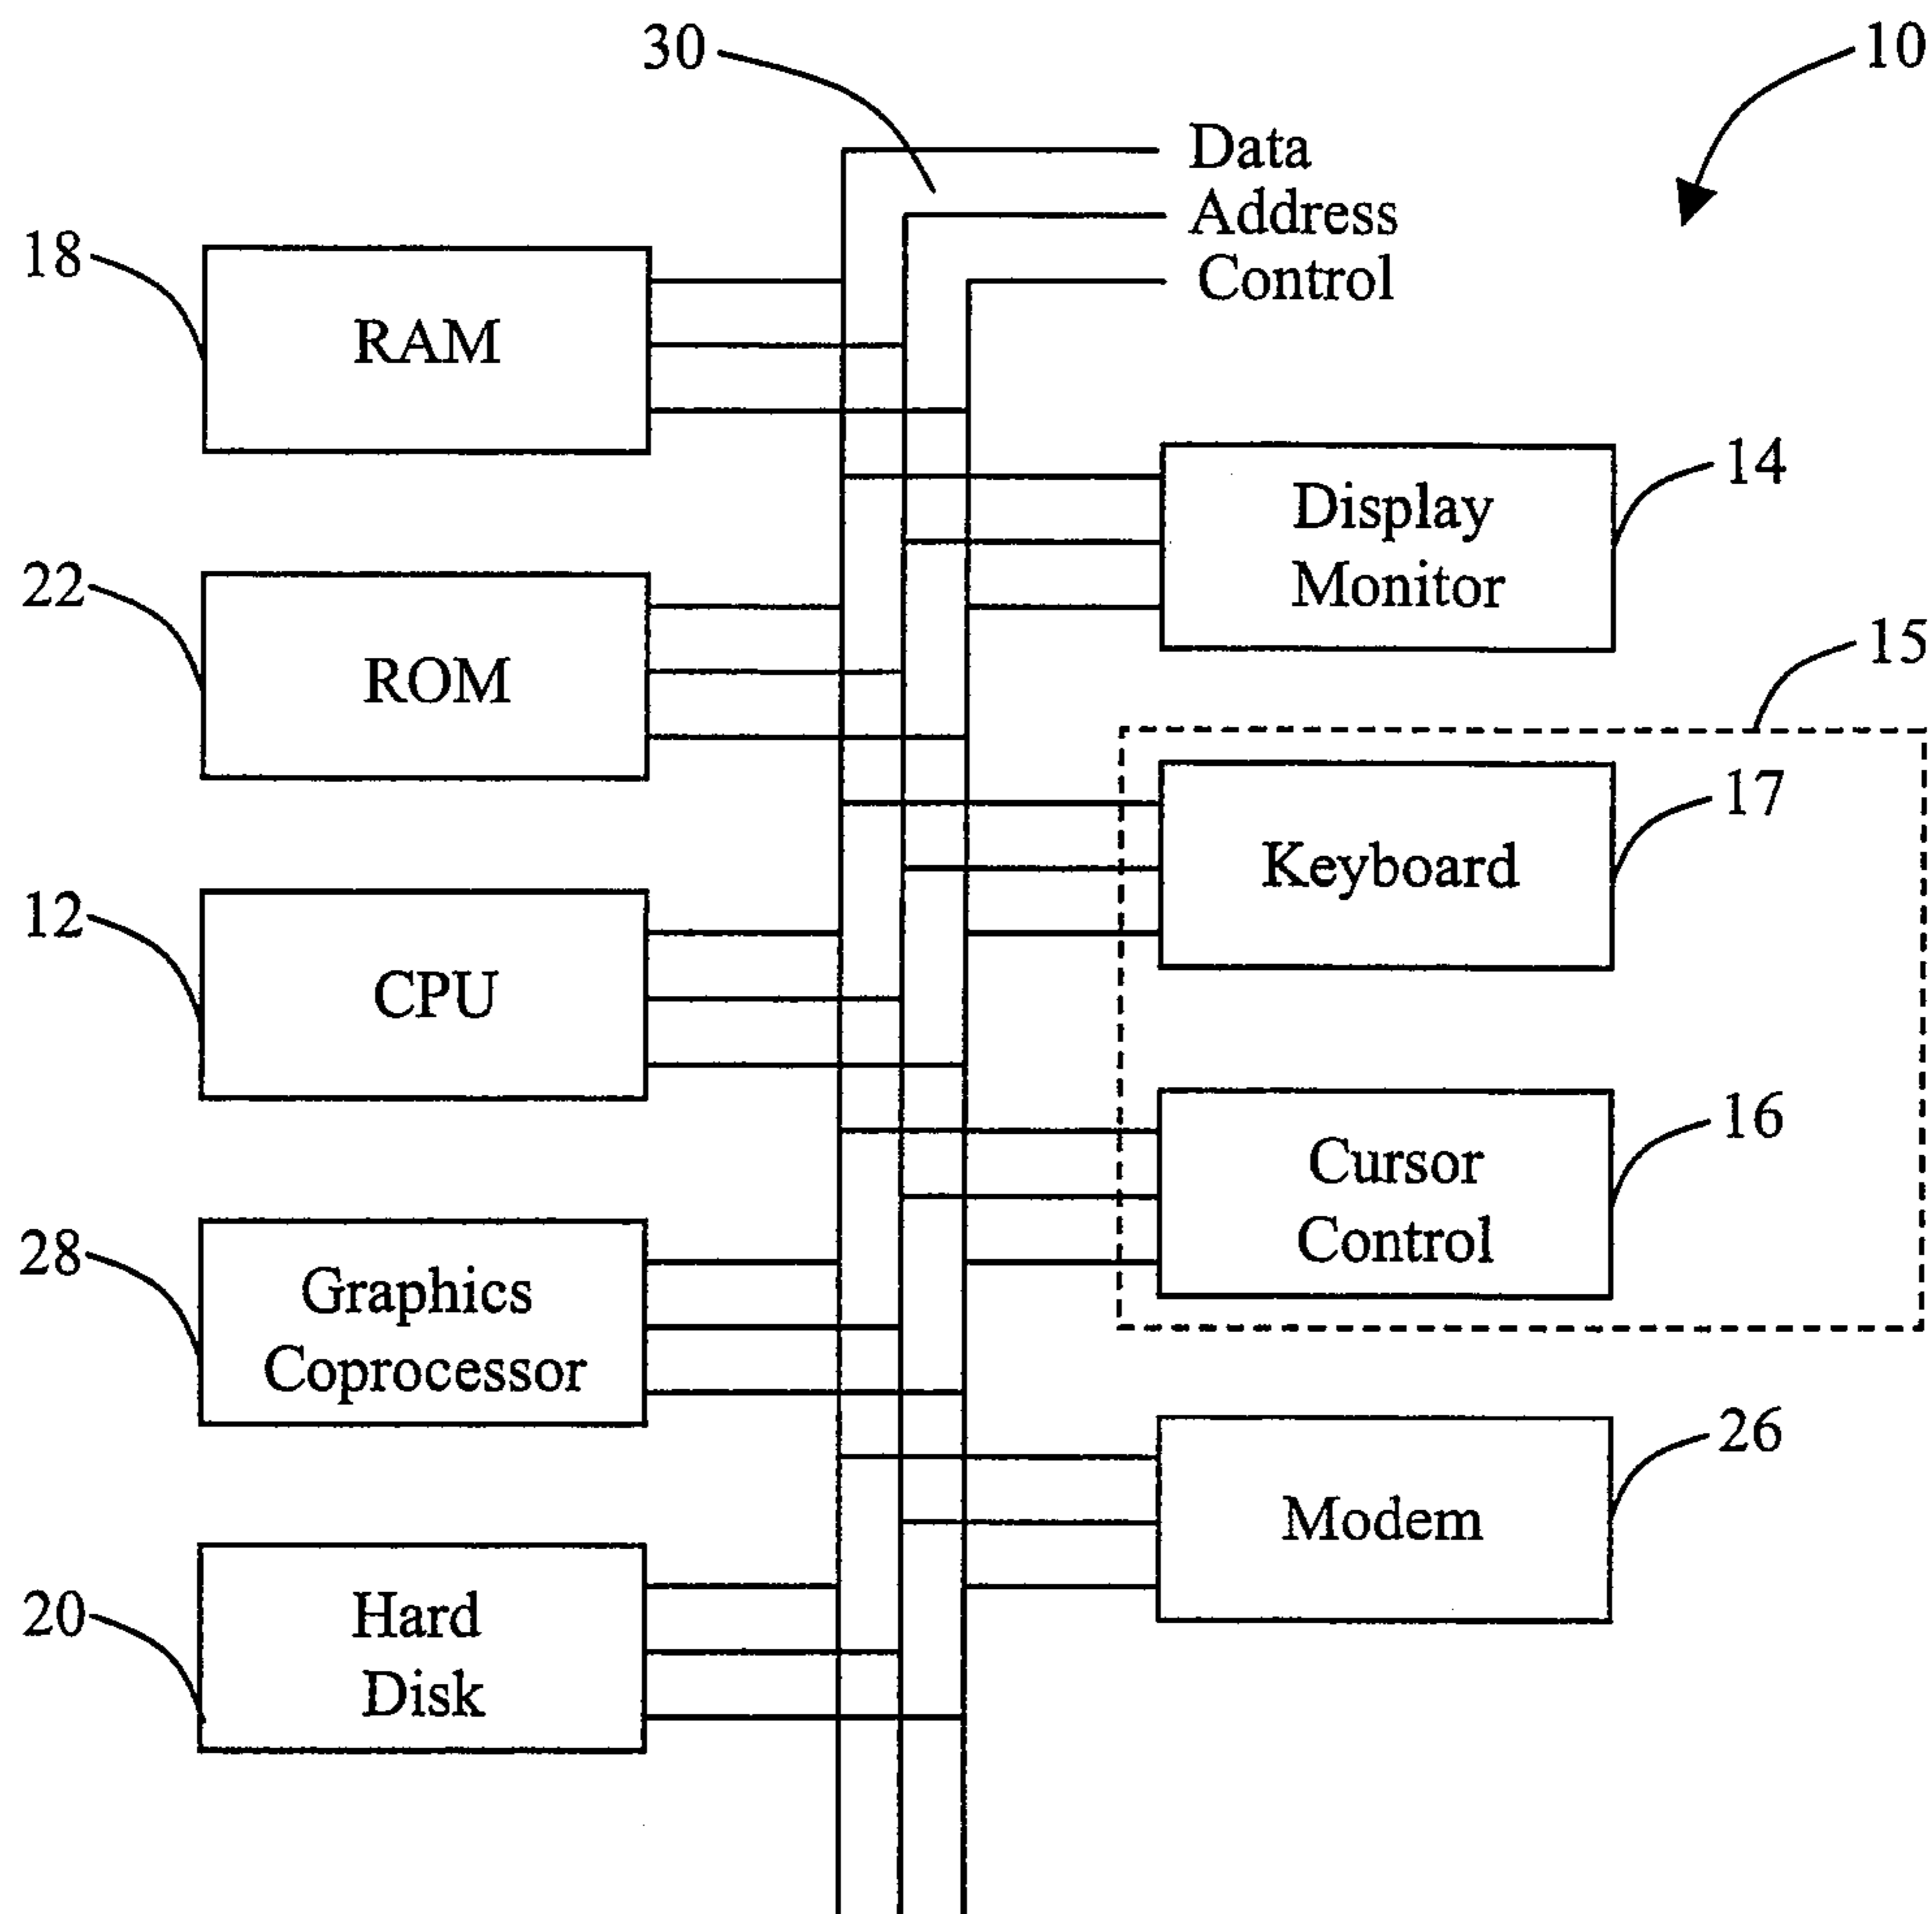 30
10
Data
Address
Control
18
RAM
14
Display
Monitor
22
ROM
15
17
Keyboard
12
CPU
16
Cursor
Control
28
Graphics
Coprocessor
26
Modem
20
Hard
Disk